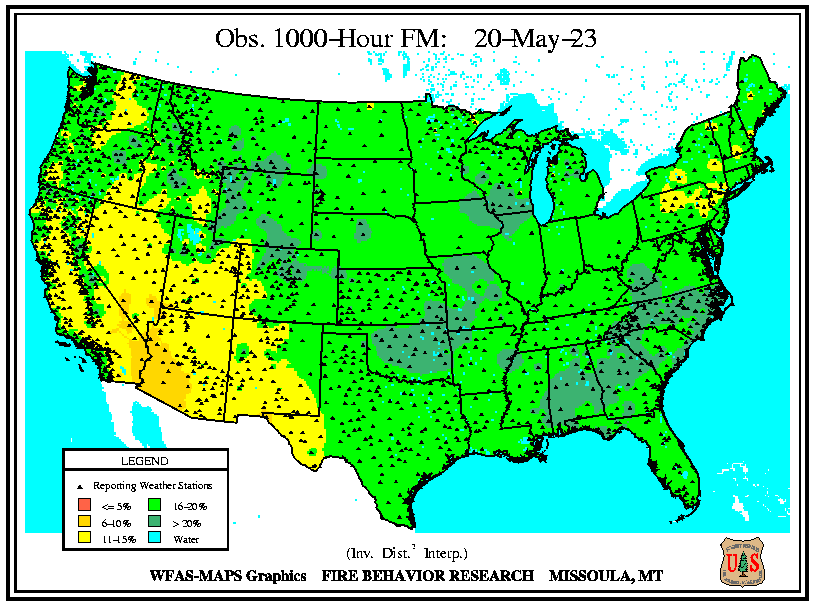 Obs. 1000-Hour FM: 20-May-23
LEGEND
Reporting Weather Stations
<= 5% 16-20%
6-10% > 20%
11-15% Water
(Inv. Dist.² Interp.)
WFAS-MAPS Graphics FIRE BEHAVIOR RESEARCH MISSOULA, MT
U S